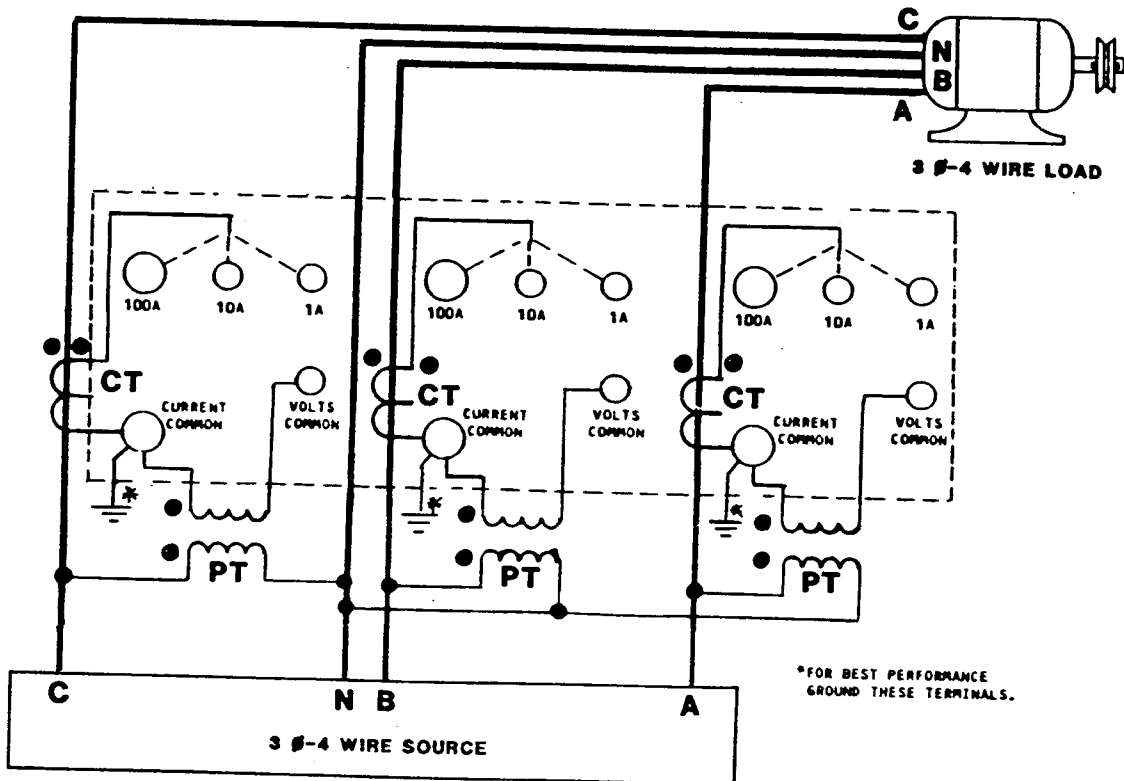 C
N
B
A
3 Ø-4 WIRE LOAD
100A 10A 1A
100A 10A 1A
100A 10A 1A
CT
CURRENT
COMMON
VOLTS
COMMON
CT
CURRENT
COMMON
VOLTS
COMMON
CT
CURRENT
COMMON
VOLTS
COMMON
*
*
*
PT
PT
PT
*FOR BEST PERFORMANCE
GROUND THESE TERMINALS.
C N B A
3 Ø-4 WIRE SOURCE